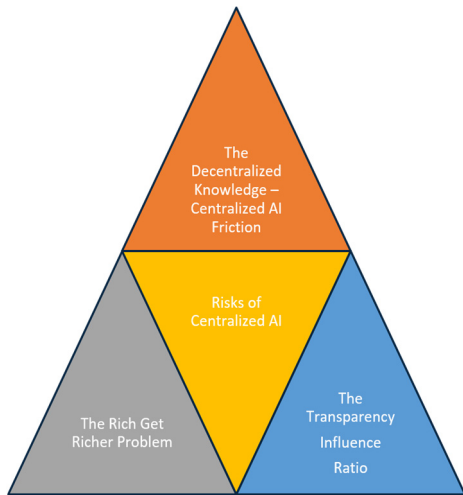 The
Decentralized
Knowledge –
Centralized AI
Friction
Risks of
Centralized AI
The Rich Get
Richer Problem
The
Transparency
Influence
Ratio